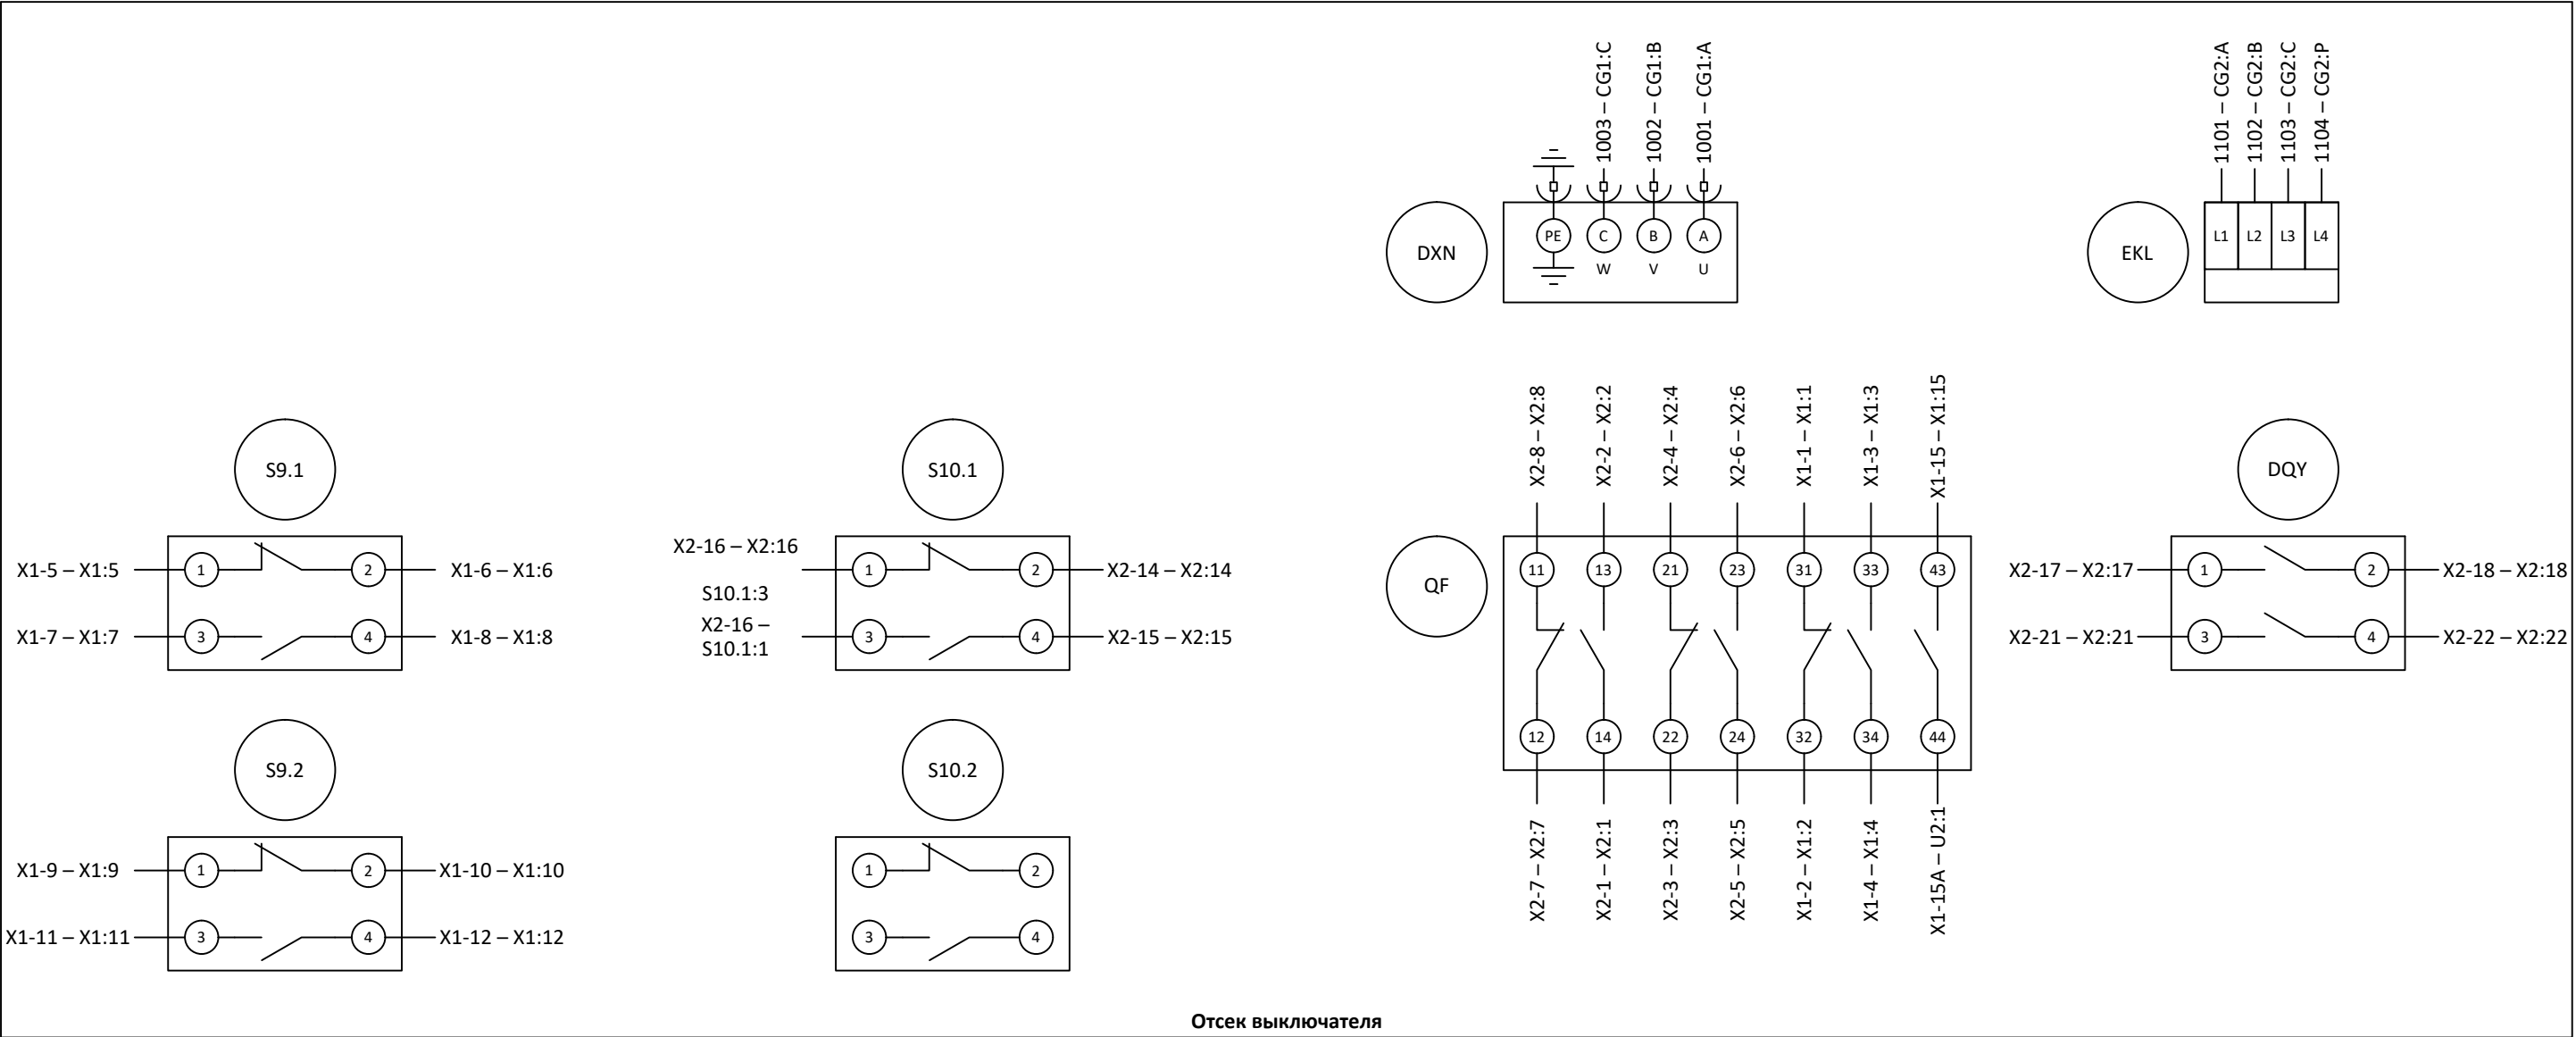 1003 – CG1:C
1002 – CG1:B
1001 – CG1:A
1101 – CG2:A
1102 – CG2:B
1103 – CG2:C
1104 – CG2:P
DXN
PE
C
B
A
W
V
U
EKL
L1
L2
L3
L4
S9.1
X1-5 – X1:5
1
2
X1-6 – X1:6
X1-7 – X1:7
3
4
X1-8 – X1:8
S10.1
X2-16 – X2:16
S10.1:3
1
2
X2-14 – X2:14
X2-16 –
S10.1:1
3
4
X2-15 – X2:15
X2-8 – X2:8
X2-2 – X2:2
X2-4 – X2:4
X2-6 – X2:6
X1-1 – X1:1
X1-3 – X1:3
X1-15 – X1:15
QF
11
13
21
23
31
33
43
12
14
22
24
32
34
44
X2-7 – X2:7
X2-1 – X2:1
X2-3 – X2:3
X2-5 – X2:5
X1-2 – X1:2
X1-4 – X1:4
X1-15A – U2:1
DQY
X2-17 – X2:17
1
2
X2-18 – X2:18
X2-21 – X2:21
3
4
X2-22 – X2:22
S9.2
X1-9 – X1:9
1
2
X1-10 – X1:10
X1-11 – X1:11
3
4
X1-12 – X1:12
S10.2
1
2
3
4
Отсек выключателя